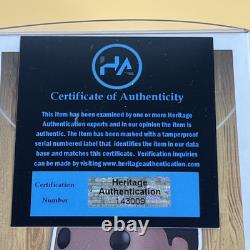 HA
Certificate of Authenticity
This item has been examined by one or more Heritage
Authentication experts and in our opinion the item is
authentic. The item has been marked with a tamperproof
serial numbered label that identifies the item in our data
base and matches this certificate. Verification inquiries
can be made by visiting www.heritageauthentication.com
Certification
Number
Heritage
Authentication
143009